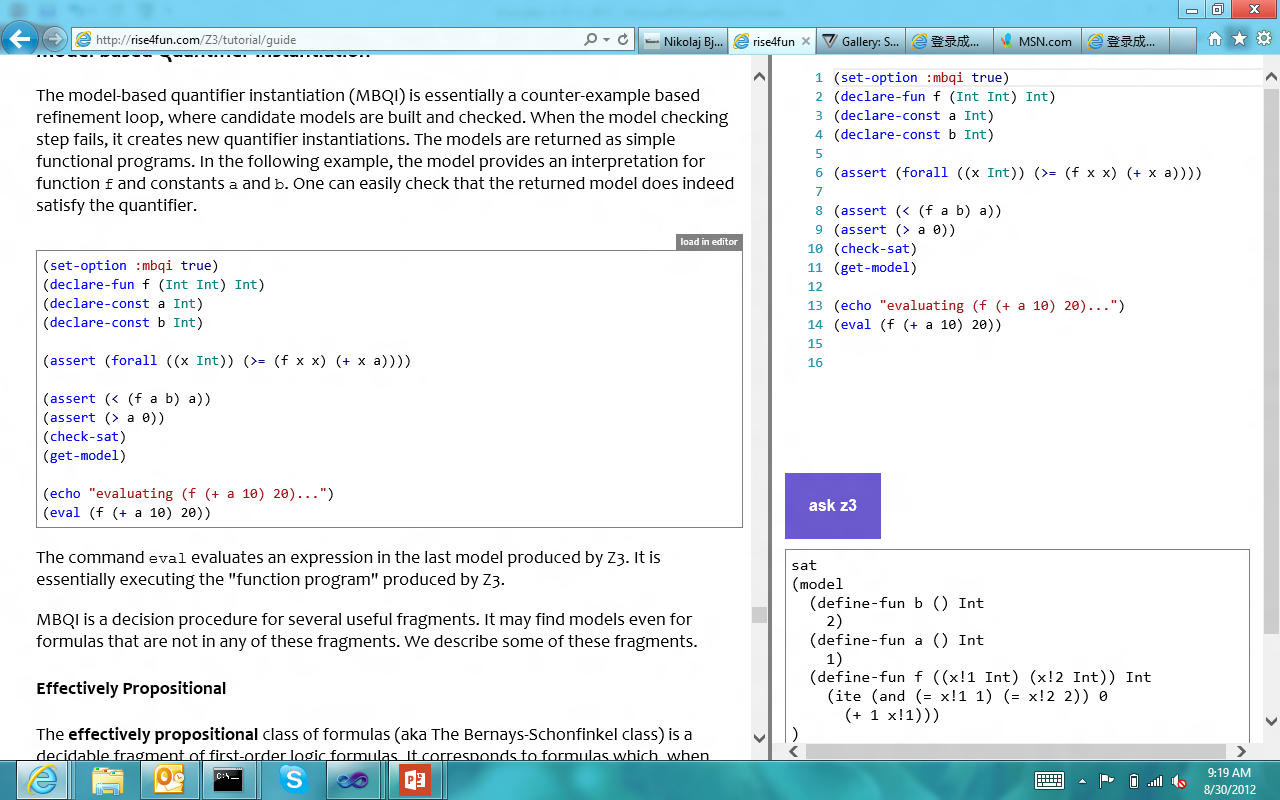 http://rise4fun.com/Z3/tutorial/guide
Nikolaj Bj...
rise4fun
Gallery: S...
登录成...
MSN.com
登录成...
The model-based quantifier instantiation (MBQI) is essentially a counter-example based
refinement loop, where candidate models are built and checked. When the model checking
step fails, it creates new quantifier instantiations. The models are returned as simple
functional programs. In the following example, the model provides an interpretation for
function f and constants a and b. One can easily check that the returned model does indeed
satisfy the quantifier.
load in editor
(set-option :mbqi true)
(declare-fun f (Int Int) Int)
(declare-const a Int)
(declare-const b Int)
(assert (forall ((x Int)) (>= (f x x) (+ x a))))
(assert (< (f a b) a))
(assert (> a 0))
(check-sat)
(get-model)
(echo "evaluating (f (+ a 10) 20)...")
(eval (f (+ a 10) 20))
The command eval evaluates an expression in the last model produced by Z3. It is
essentially executing the "function program" produced by Z3.
MBQI is a decision procedure for several useful fragments. It may find models even for
formulas that are not in any of these fragments. We describe some of these fragments.
Effectively Propositional
The effectively propositional class of formulas (aka The Bernays-Schonfinkel class) is a
decidable fragment of first-order logic formulas. It corresponds to formulas which, when
1 (set-option :mbqi true)
2 (declare-fun f (Int Int) Int)
3 (declare-const a Int)
4 (declare-const b Int)
5
6 (assert (forall ((x Int)) (>= (f x x) (+ x a))))
7
8 (assert (< (f a b) a))
9 (assert (> a 0))
10 (check-sat)
11 (get-model)
12
13 (echo "evaluating (f (+ a 10) 20)...")
14 (eval (f (+ a 10) 20))
15
16
ask z3
sat
(model
(define-fun b () Int
2)
(define-fun a () Int
1)
(define-fun f ((x!1 Int) (x!2 Int)) Int
(ite (and (= x!1 1) (= x!2 2)) 0
(+ 1 x!1)))
)
9:19 AM
8/30/2012